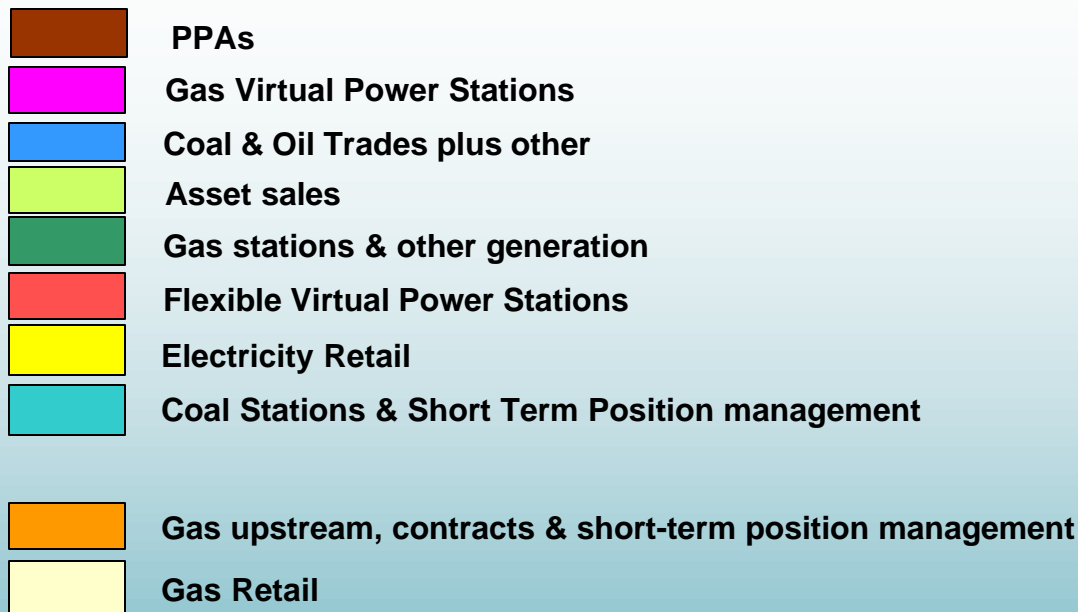 PPAs
Gas Virtual Power Stations
Coal & Oil Trades plus other
Asset sales
Gas stations & other generation
Flexible Virtual Power Stations
Electricity Retail
Coal Stations & Short Term Position management
Gas upstream, contracts & short-term position management
Gas Retail